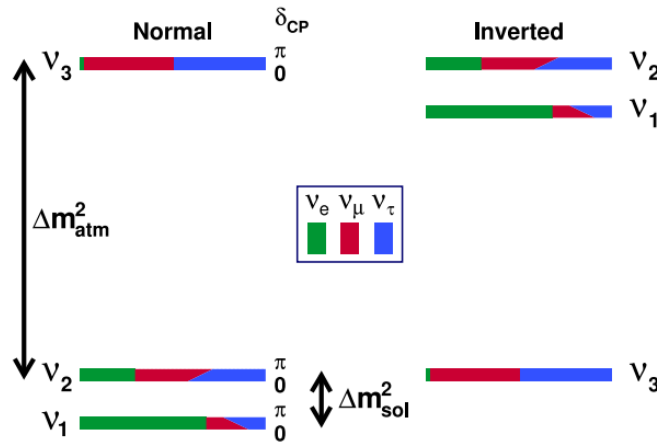 Normal δCP Inverted
ν3 π 0 ν2
ν1
Δm²atm
νe νμ ντ
ν2 π 0 ν3
Δm²sol
ν1 π 0